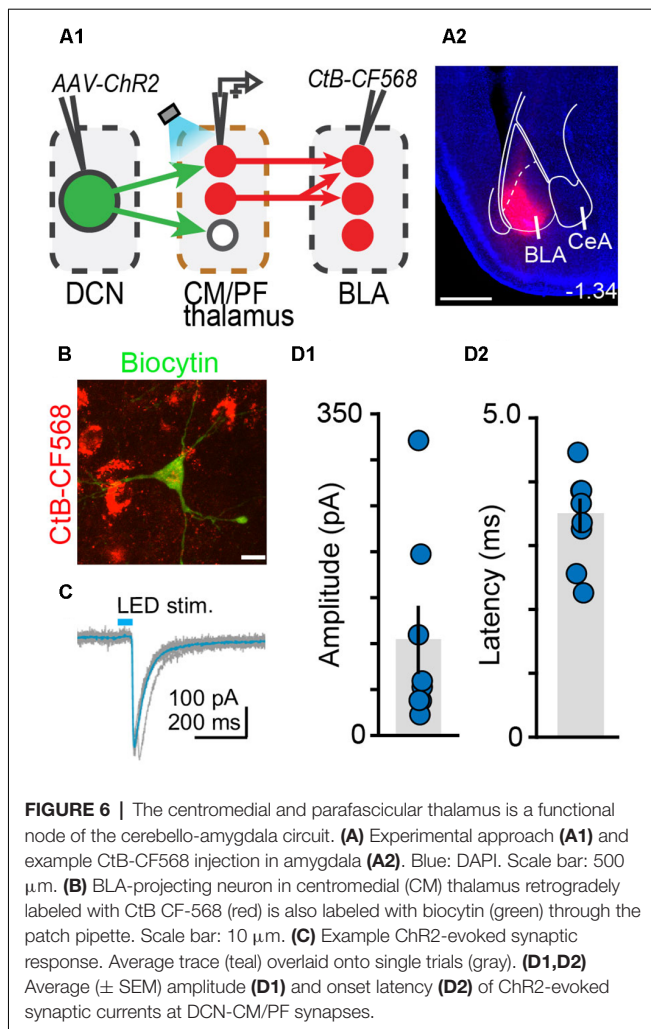 A1
A2
AAV-ChR2
CtB-CF568
DCN
CM/PF
thalamus
BLA
BLA
CeA
-1.34
B
Biocytin
CtB-CF568
D1
D2
350
Amplitude (pA)
0
5.0
Latency (ms)
0
C
LED stim.
100 pA
200 ms
FIGURE 6 | The centromedial and parafascicular thalamus is a functional
node of the cerebello-amygdala circuit. (A) Experimental approach (A1) and
example CtB-CF568 injection in amygdala (A2). Blue: DAPI. Scale bar: 500
μm. (B) BLA-projecting neuron in centromedial (CM) thalamus retrogradely
labeled with CtB CF-568 (red) is also labeled with biocytin (green) through the
patch pipette. Scale bar: 10 μm. (C) Example ChR2-evoked synaptic
response. Average trace (teal) overlaid onto single trials (gray). (D1,D2)
Average (± SEM) amplitude (D1) and onset latency (D2) of ChR2-evoked
synaptic currents at DCN-CM/PF synapses.